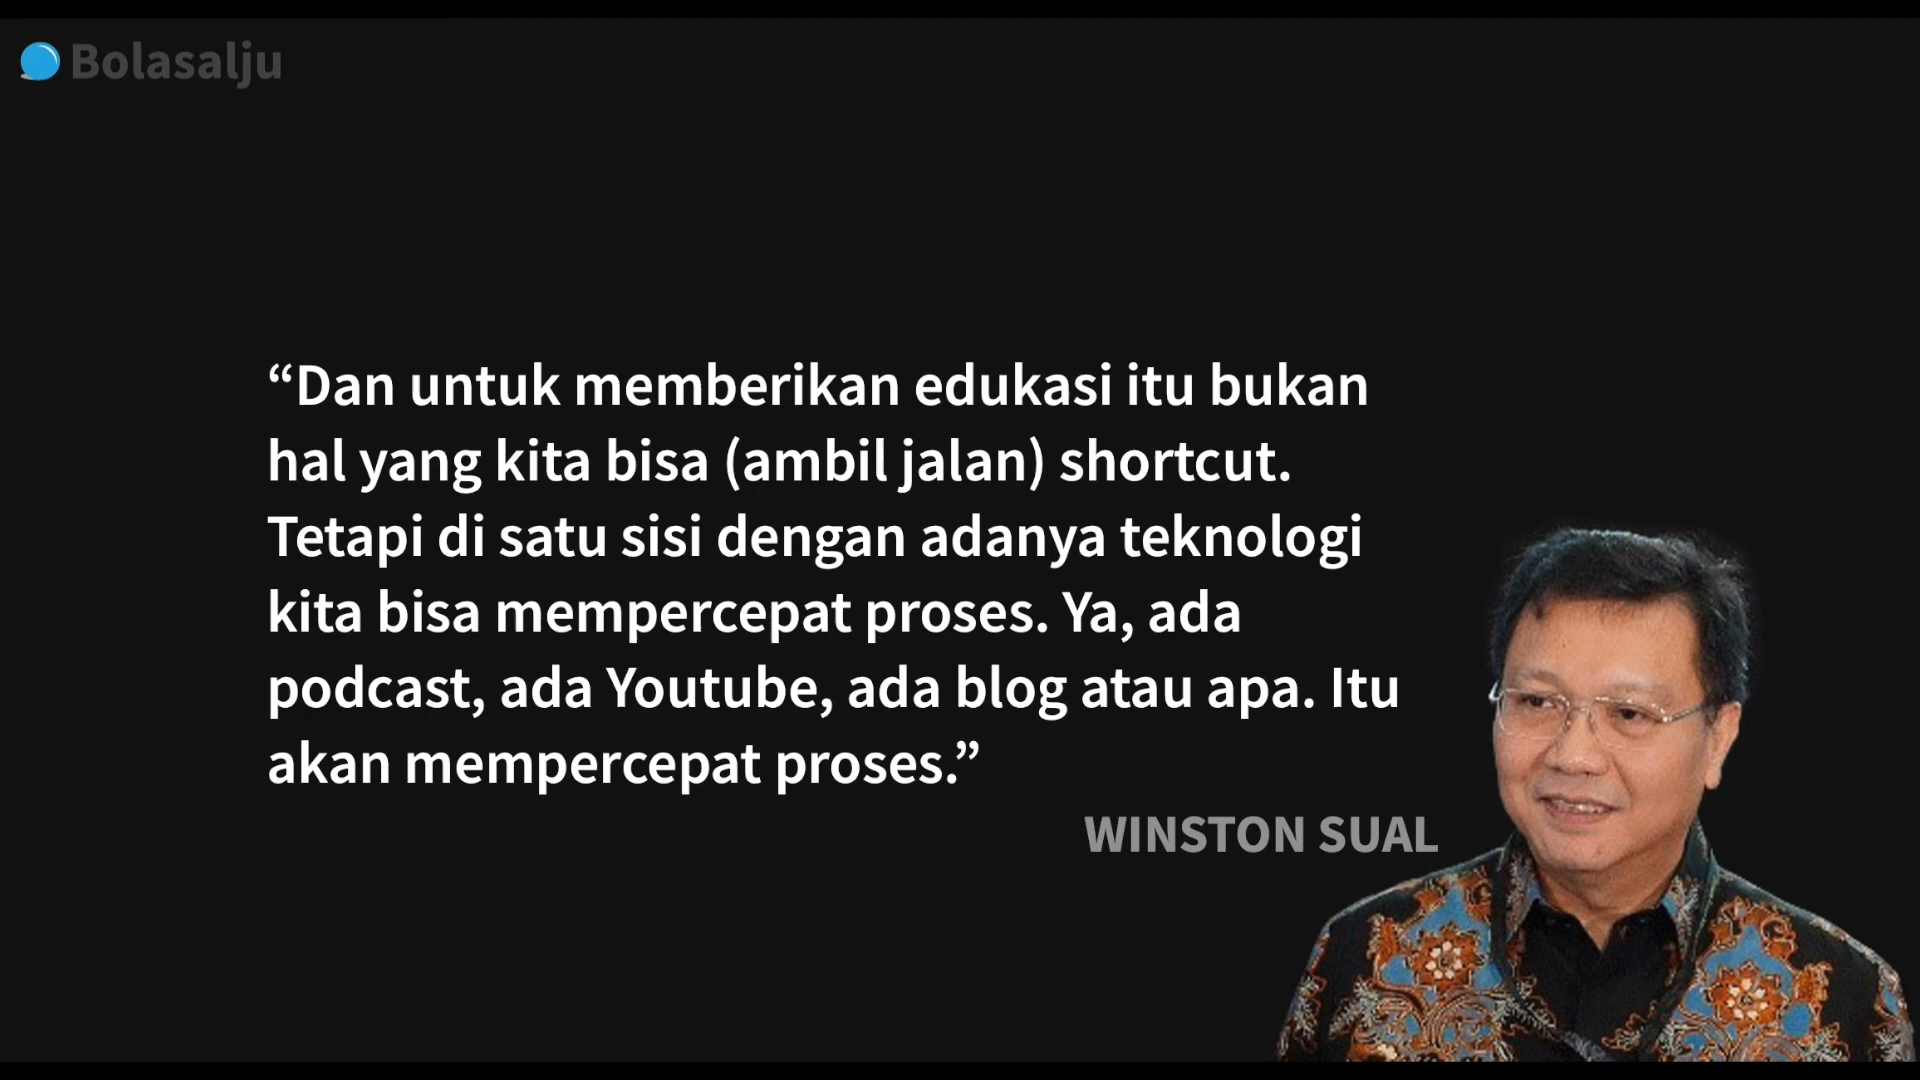 Bolasalju
“Dan untuk memberikan edukasi itu bukan
hal yang kita bisa (ambil jalan) shortcut.
Tetapi di satu sisi dengan adanya teknologi
kita bisa mempercepat proses. Ya, ada
podcast, ada Youtube, ada blog atau apa. Itu
akan mempercepat proses.”
WINSTON SUAL